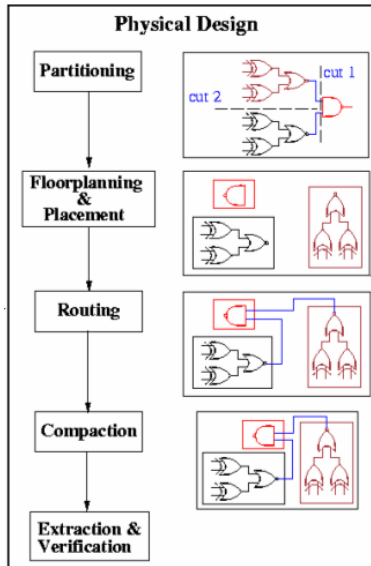 Physical Design
Partitioning
cut 1
cut 2
Floorplanning
&
Placement
Routing
Compaction
Extraction &
Verification